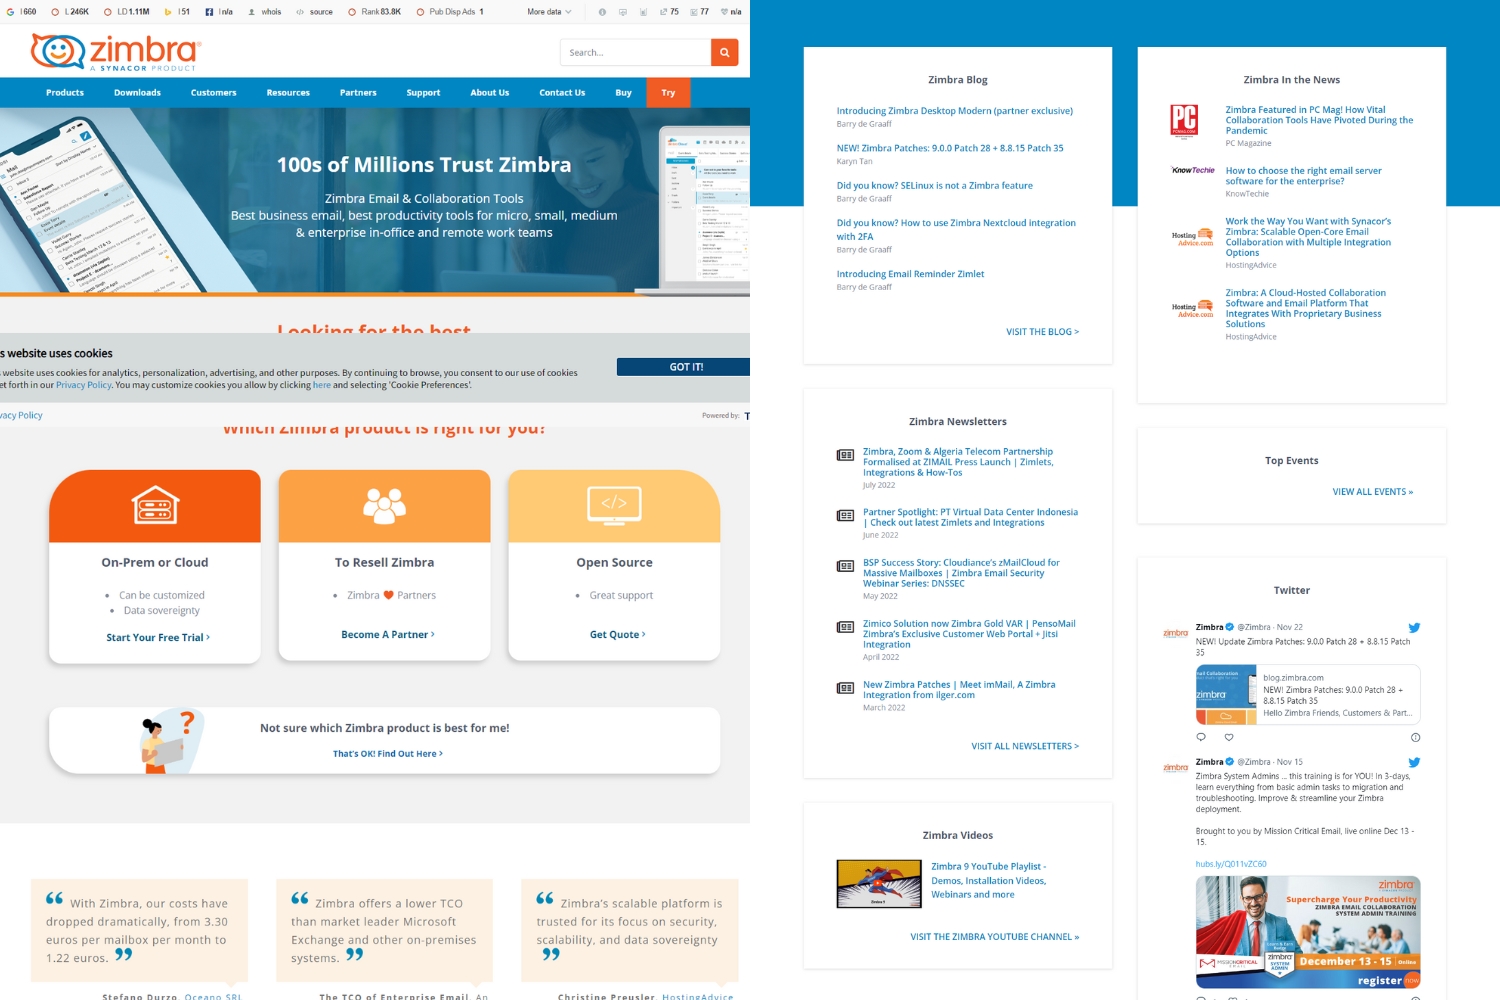 I 660
L 246K
LD 1.11M
I 51
I n/a
whois
source
Rank 83.8K
Pub Disp Ads 1
More data
75
77
n/a
zimbra
A SYNACOR PRODUCT
Search...
Products Downloads Customers Resources Partners Support About Us Contact Us Buy Try
100s of Millions Trust Zimbra
Zimbra Email & Collaboration Tools
Best business email, best productivity tools for micro, small, medium
& enterprise in-office and remote work teams
Looking for the best
s website uses cookies
website uses cookies for analytics, personalization, advertising, and other purposes. By continuing to browse, you consent to our use of cookies
et forth in our Privacy Policy. You may customize cookies you allow by clicking here and selecting 'Cookie Preferences'.
GOT IT!
vacy Policy
Powered by: T
Which Zimbra product is right for you?
On-Prem or Cloud
• Can be customized
• Data sovereignty
Start Your Free Trial >
To Resell Zimbra
• Zimbra 🧡 Partners
Become A Partner >
Open Source
• Great support
Get Quote >
Not sure which Zimbra product is best for me!
That's OK! Find Out Here >
“ With Zimbra, our costs have
dropped dramatically, from 3.30
euros per mailbox per month to
1.22 euros. ”
Stefano Durzo, Oceano SRL
“ Zimbra offers a lower TCO
than market leader Microsoft
Exchange and other on-premises
systems. ”
The TCO of Enterprise Email, An
“ Zimbra's scalable platform is
trusted for its focus on security,
scalability, and data sovereignty
”
Christine Preusler, HostingAdvice
Zimbra Blog
Introducing Zimbra Desktop Modern (partner exclusive)
Barry de Graaff
NEW! Zimbra Patches: 9.0.0 Patch 28 + 8.8.15 Patch 35
Karyn Tan
Did you know? SELinux is not a Zimbra feature
Barry de Graaff
Did you know? How to use Zimbra Nextcloud integration
with 2FA
Barry de Graaff
Introducing Email Reminder Zimlet
Barry de Graaff
VISIT THE BLOG >
Zimbra Newsletters
Zimbra, Zoom & Algeria Telecom Partnership
Formalised at ZIMAIL Press Launch | Zimlets,
Integrations & How-Tos
July 2022
Partner Spotlight: PT Virtual Data Center Indonesia
| Check out latest Zimlets and Integrations
June 2022
BSP Success Story: Cloudiance's zMailCloud for
Massive Mailboxes | Zimbra Email Security
Webinar Series: DNSSEC
May 2022
Zimico Solution now Zimbra Gold VAR | PensoMail
Zimbra's Exclusive Customer Web Portal + Jitsi
Integration
April 2022
New Zimbra Patches | Meet imMail, A Zimbra
Integration from ilger.com
March 2022
VISIT ALL NEWSLETTERS >
Zimbra Videos
Zimbra 9 YouTube Playlist -
Demos, Installation Videos,
Webinars and more
VISIT THE ZIMBRA YOUTUBE CHANNEL »
Zimbra In the News
PC
Zimbra Featured in PC Mag! How Vital
Collaboration Tools Have Pivoted During the
Pandemic
PC Magazine
KnowTechie
How to choose the right email server
software for the enterprise?
KnowTechie
Hosting
Advice.com
Work the Way You Want with Synacor's
Zimbra: Scalable Open-Core Email
Collaboration with Multiple Integration
Options
HostingAdvice
Hosting
Advice.com
Zimbra: A Cloud-Hosted Collaboration
Software and Email Platform That
Integrates With Proprietary Business
Solutions
HostingAdvice
Top Events
VIEW ALL EVENTS »
Twitter
zimbra
Zimbra @Zimbra · Nov 22
NEW! Update Zimbra Patches: 9.0.0 Patch 28 + 8.8.15 Patch
35
zimbra
blog.zimbra.com
NEW! Zimbra Patches: 9.0.0 Patch 28 +
8.8.15 Patch 35
Hello Zimbra Friends, Customers & Part...
zimbra
Zimbra @Zimbra · Nov 15
Zimbra System Admins ... this training is for YOU! In 3-days,
learn everything from basic admin tasks to migration and
troubleshooting. Improve & streamline your Zimbra
deployment.
Brought to you by Mission Critical Email, live online Dec 13 -
15.
hubs.ly/Q011vZC60
zimbra
Supercharge Your Productivity
ZIMBRA EMAIL COLLABORATION
SYSTEM ADMIN TRAINING
MISSION CRITICAL
EMAIL
Learn & Earn
zimbra
SYSTEM
ADMIN
December 13 - 15 | Online
register now